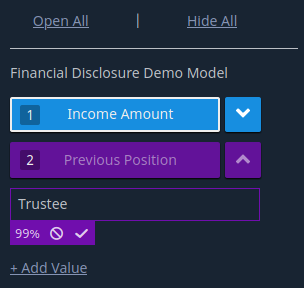 Open All | Hide All
Financial Disclosure Demo Model
1 Income Amount
2 Previous Position
Trustee
99%
+ Add Value